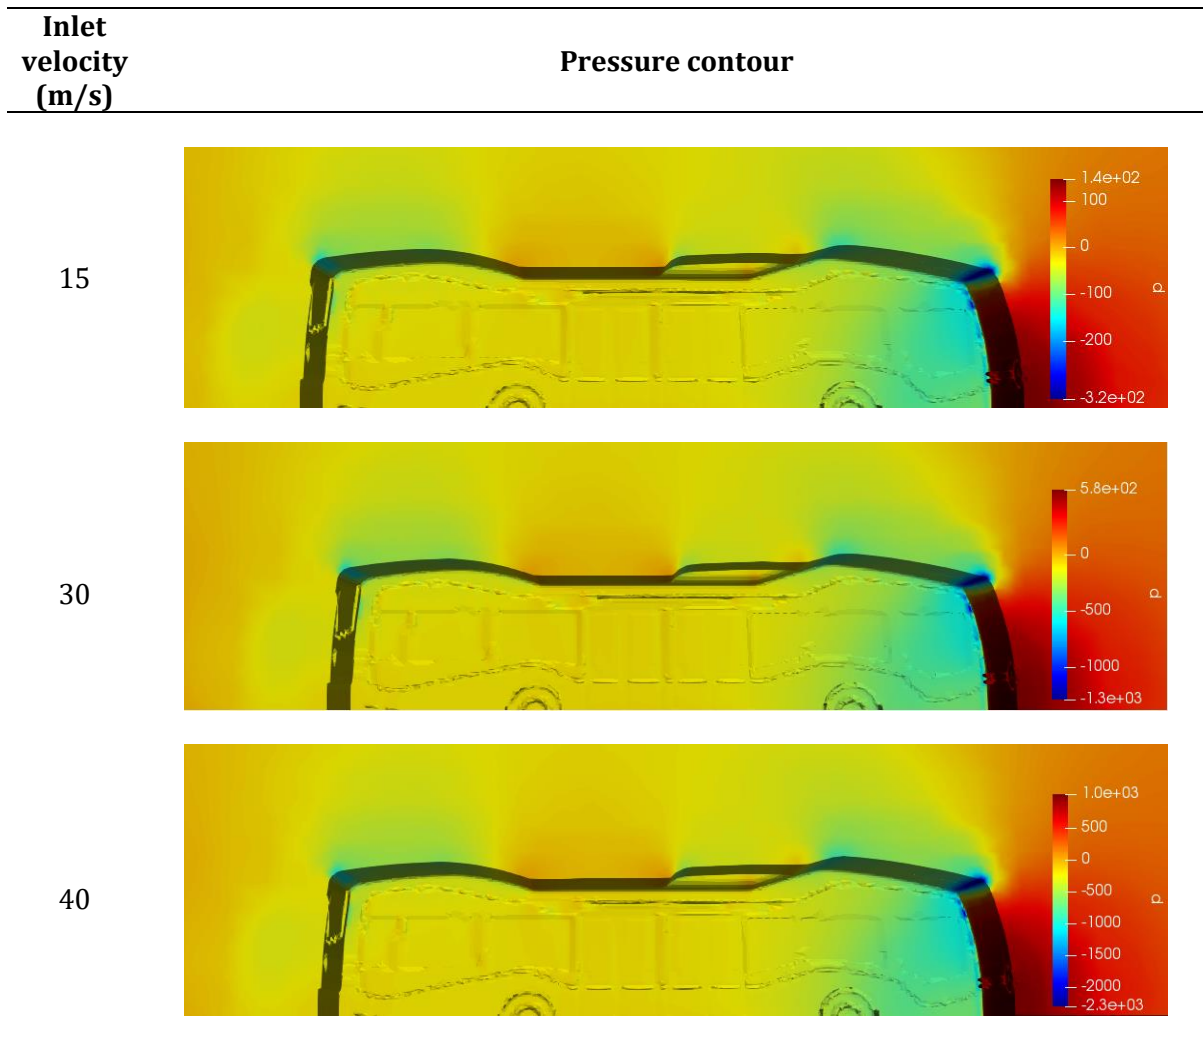 Inlet
velocity
(m/s)
Pressure contour
15
1.4e+02
100
0
-100
-200
-3.2e+02
p
30
5.8e+02
0
-500
-1000
-1.3e+03
p
40
1.0e+03
500
0
-500
-1000
-1500
-2000
-2.3e+03
p